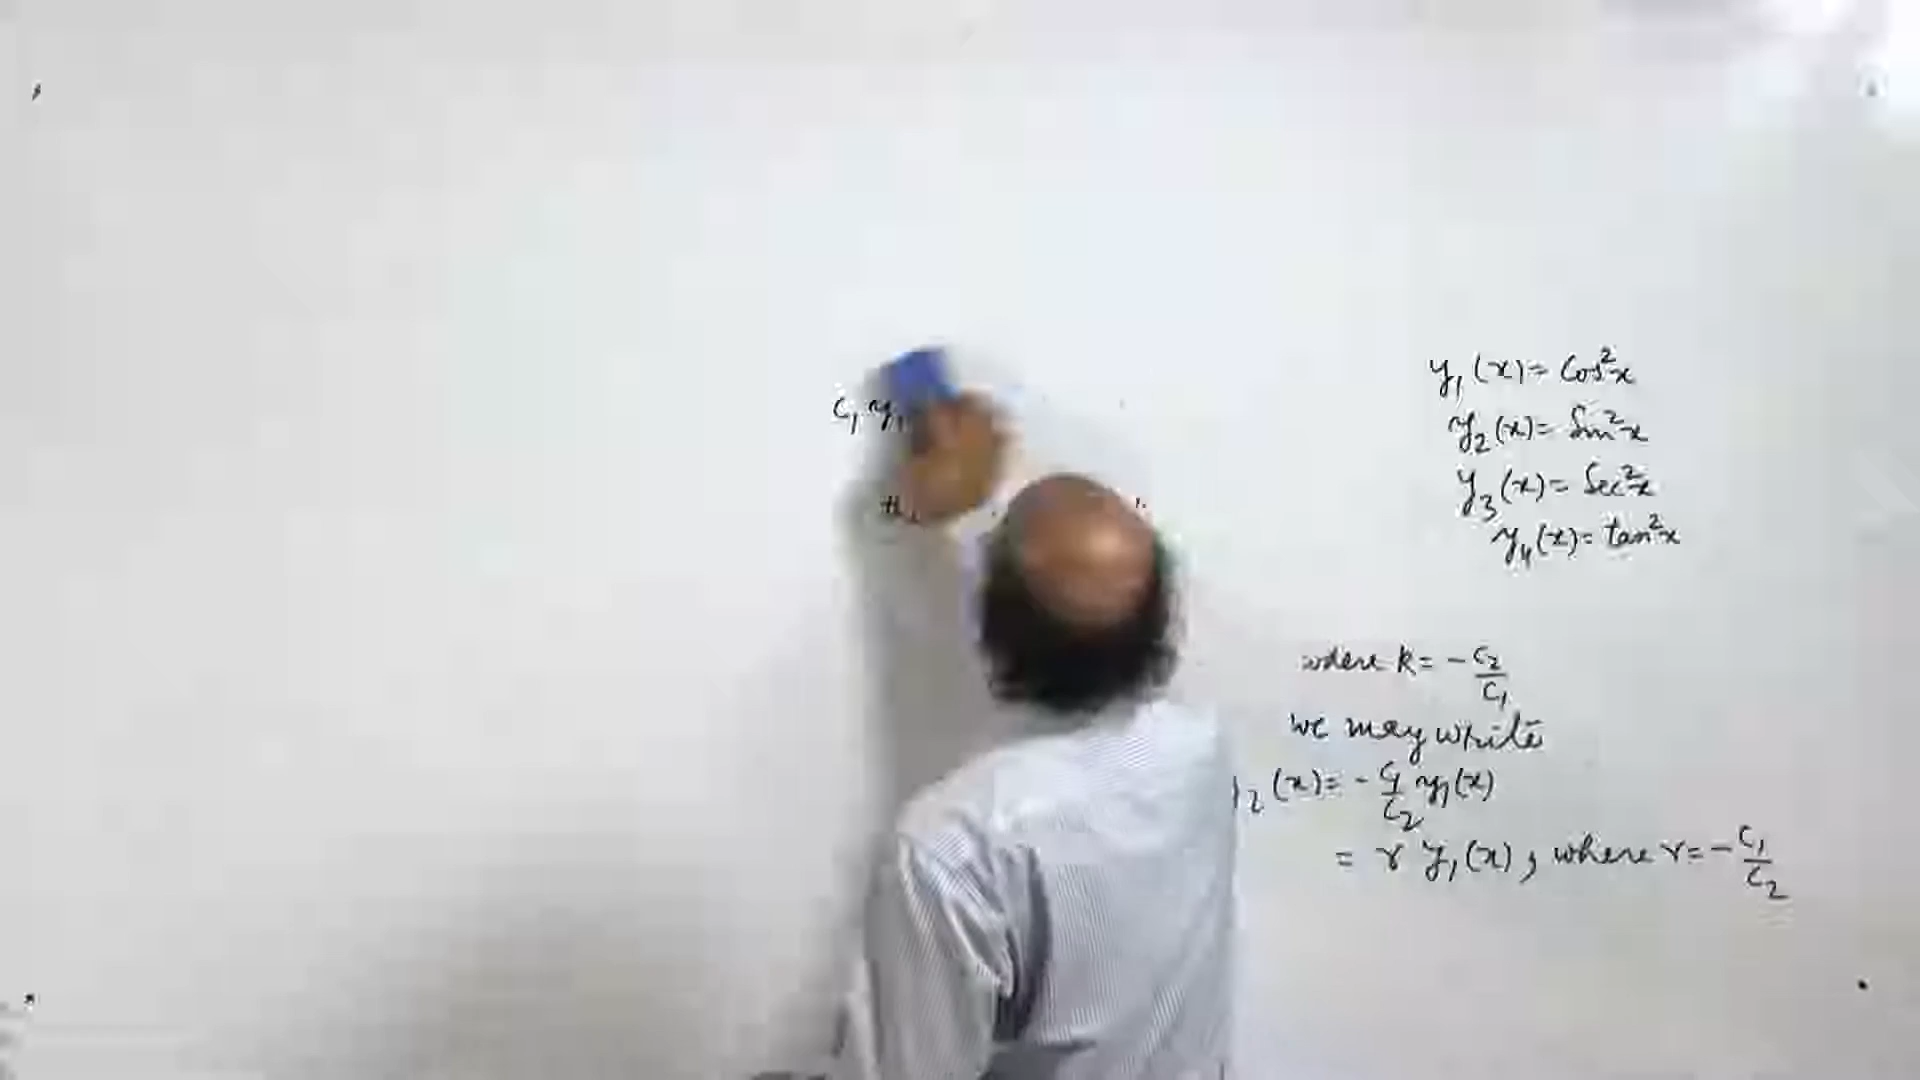 y₁(x) = Cos²x
y₂(x) = Sin²x
y₃(x) = Sec²x
y₄(x) = tan²x
c₁ y₁
where k = -c₂/c₁
we may write
₂(x) = -c₁/c₂ y₁(x)
= r y₁(x), where r = -c₁/c₂